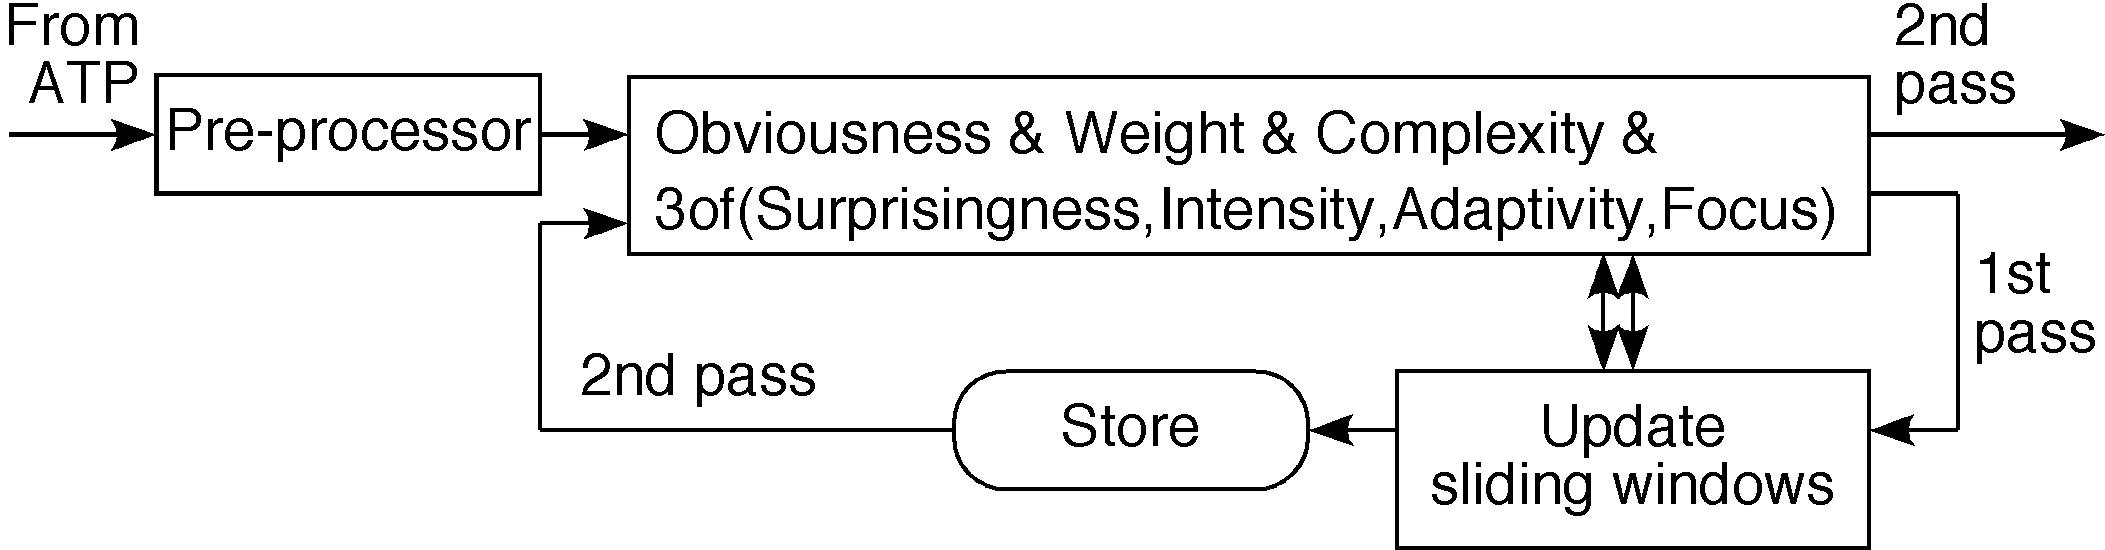 From
ATP
Pre-processor
Obviousness & Weight & Complexity &
3of(Surprisingness,Intensity,Adaptivity,Focus)
2nd
pass
1st
pass
2nd pass
Store
Update
sliding windows